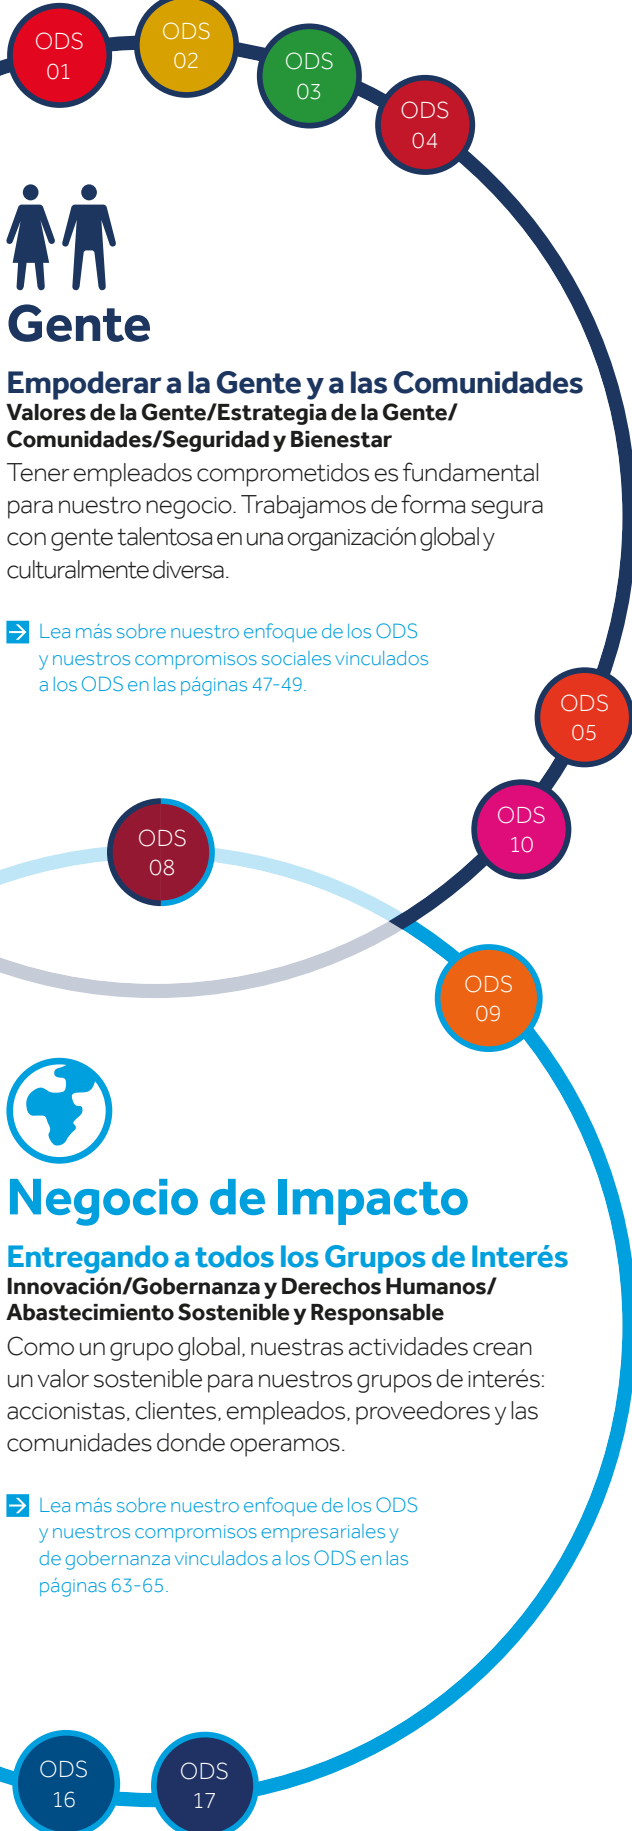 ODS
01
ODS
02
ODS
03
ODS
04
Gente
Empoderar a la Gente y a las Comunidades
Valores de la Gente/Estrategia de la Gente/
Comunidades/Seguridad y Bienestar
Tener empleados comprometidos es fundamental
para nuestro negocio. Trabajamos de forma segura
con gente talentosa en una organización global y
culturalmente diversa.
Lea más sobre nuestro enfoque de los ODS
y nuestros compromisos sociales vinculados
a los ODS en las páginas 47-49.
ODS
05
ODS
10
ODS
08
ODS
09
Negocio de Impacto
Entregando a todos los Grupos de Interés
Innovación/Gobernanza y Derechos Humanos/
Abastecimiento Sostenible y Responsable
Como un grupo global, nuestras actividades crean
un valor sostenible para nuestros grupos de interés:
accionistas, clientes, empleados, proveedores y las
comunidades donde operamos.
Lea más sobre nuestro enfoque de los ODS
y nuestros compromisos empresariales y
de gobernanza vinculados a los ODS en las
páginas 63-65.
ODS
16
ODS
17